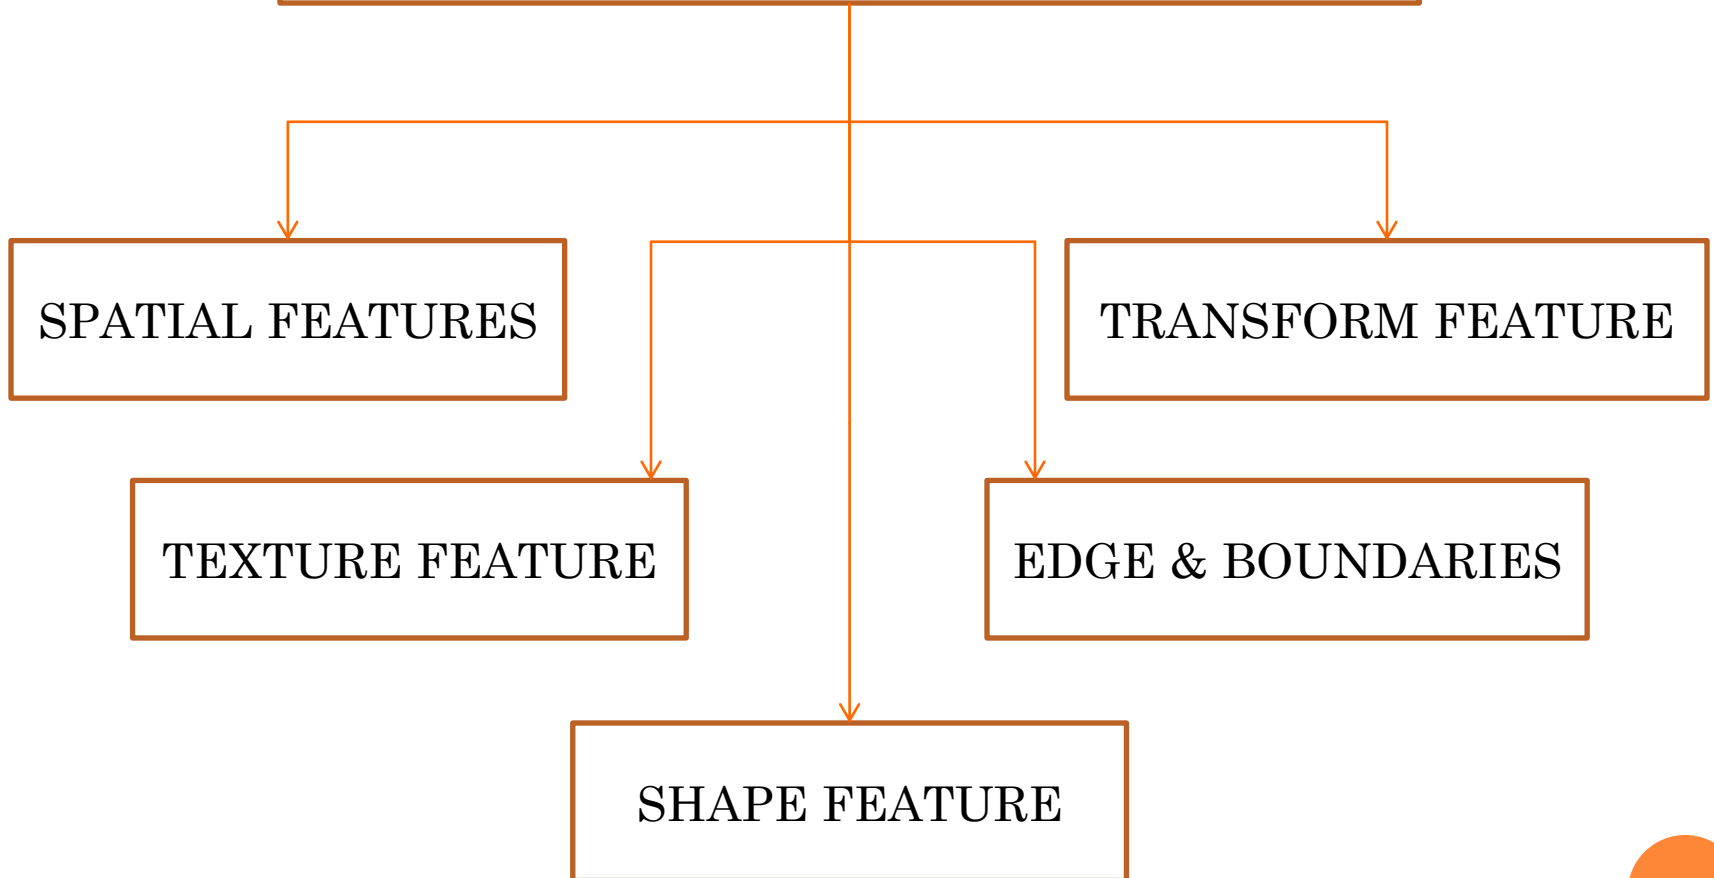 SPATIAL FEATURES
TRANSFORM FEATURE
TEXTURE FEATURE
EDGE & BOUNDARIES
SHAPE FEATURE